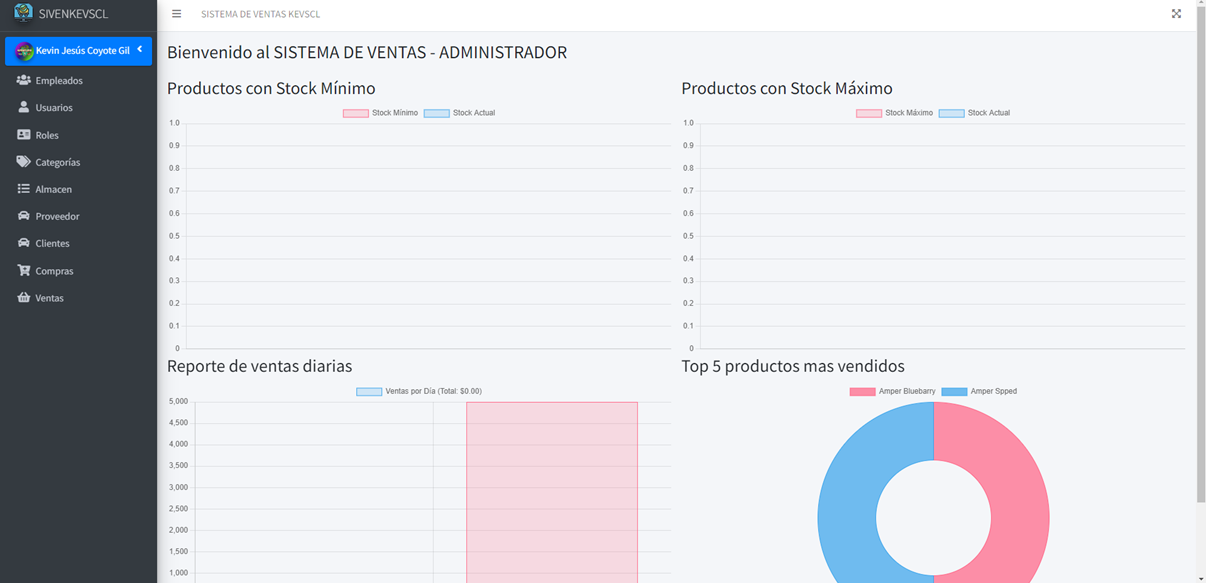 SIVENKEVSCL
SISTEMA DE VENTAS KEVSCL
Kevin Jesús Coyote Gil
Empleados
Usuarios
Roles
Categorías
Almacen
Proveedor
Clientes
Compras
Ventas
Bienvenido al SISTEMA DE VENTAS - ADMINISTRADOR
Productos con Stock Mínimo
Stock Mínimo Stock Actual
1.0
0.9
0.8
0.7
0.6
0.5
0.4
0.3
0.2
0.1
0
Productos con Stock Máximo
Stock Máximo Stock Actual
1.0
0.9
0.8
0.7
0.6
0.5
0.4
0.3
0.2
0.1
0
Reporte de ventas diarias
Ventas por Día (Total: $0.00)
5,000
4,500
4,000
3,500
3,000
2,500
2,000
1,500
1,000
Top 5 productos mas vendidos
Amper Bluebarry Amper Spped